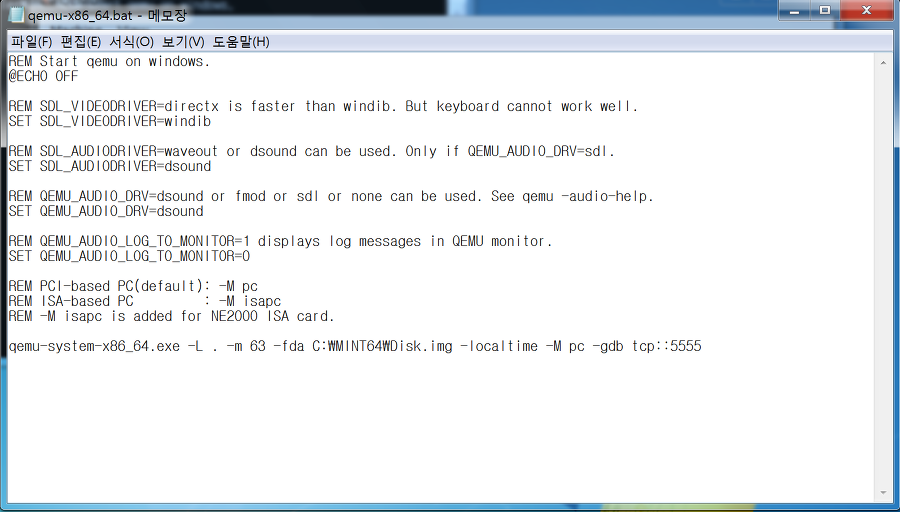 qemu-x86_64.bat - 메모장
파일(F) 편집(E) 서식(O) 보기(V) 도움말(H)
REM Start qemu on windows.
@ECHO OFF
REM SDL_VIDEODRIVER=directx is faster than windib. But keyboard cannot work well.
SET SDL_VIDEODRIVER=windib
REM SDL_AUDIODRIVER=waveout or dsound can be used. Only if QEMU_AUDIO_DRV=sdl.
SET SDL_AUDIODRIVER=dsound
REM QEMU_AUDIO_DRV=dsound or fmod or sdl or none can be used. See qemu -audio-help.
SET QEMU_AUDIO_DRV=dsound
REM QEMU_AUDIO_LOG_TO_MONITOR=1 displays log messages in QEMU monitor.
SET QEMU_AUDIO_LOG_TO_MONITOR=0
REM PCI-based PC(default): -M pc
REM ISA-based PC         : -M isapc
REM -M isapc is added for NE2000 ISA card.
qemu-system-x86_64.exe -L . -m 63 -fda C:₩MINT64₩Disk.img -localtime -M pc -gdb tcp::5555